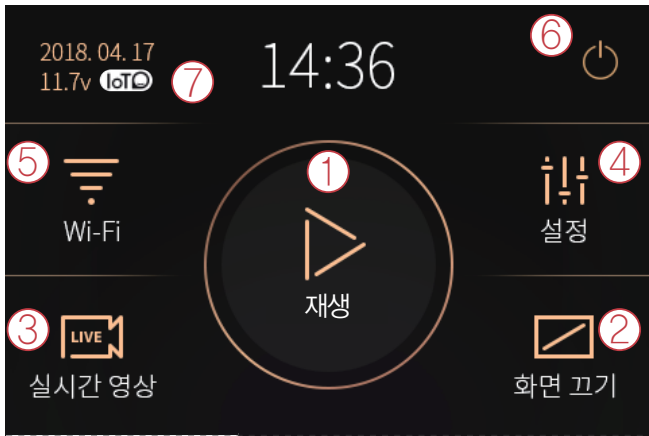 ⑥
2018. 04. 17
14:36
11.7v IoT
⑦
⑤
①
④
Wi-Fi
설정
재생
③
②
LIVE
실시간 영상
화면 끄기